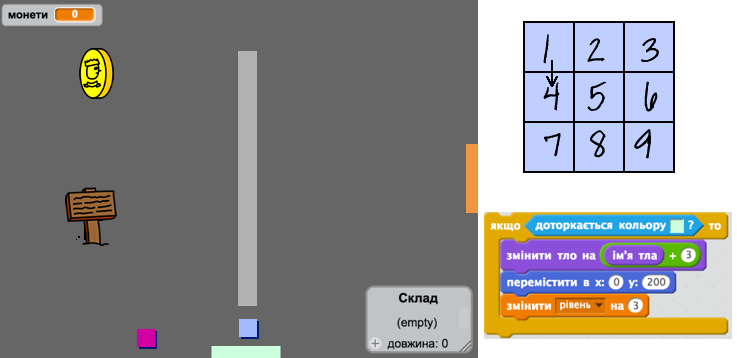 монети 0
Склад
(empty)
+ довжина: 0
1 2 3
4 5 6
7 8 9
якщо доторкається кольору ? то
змінити тло на ім'я тла + 3
перемістити в x: 0 y: 200
змінити рівень на 3